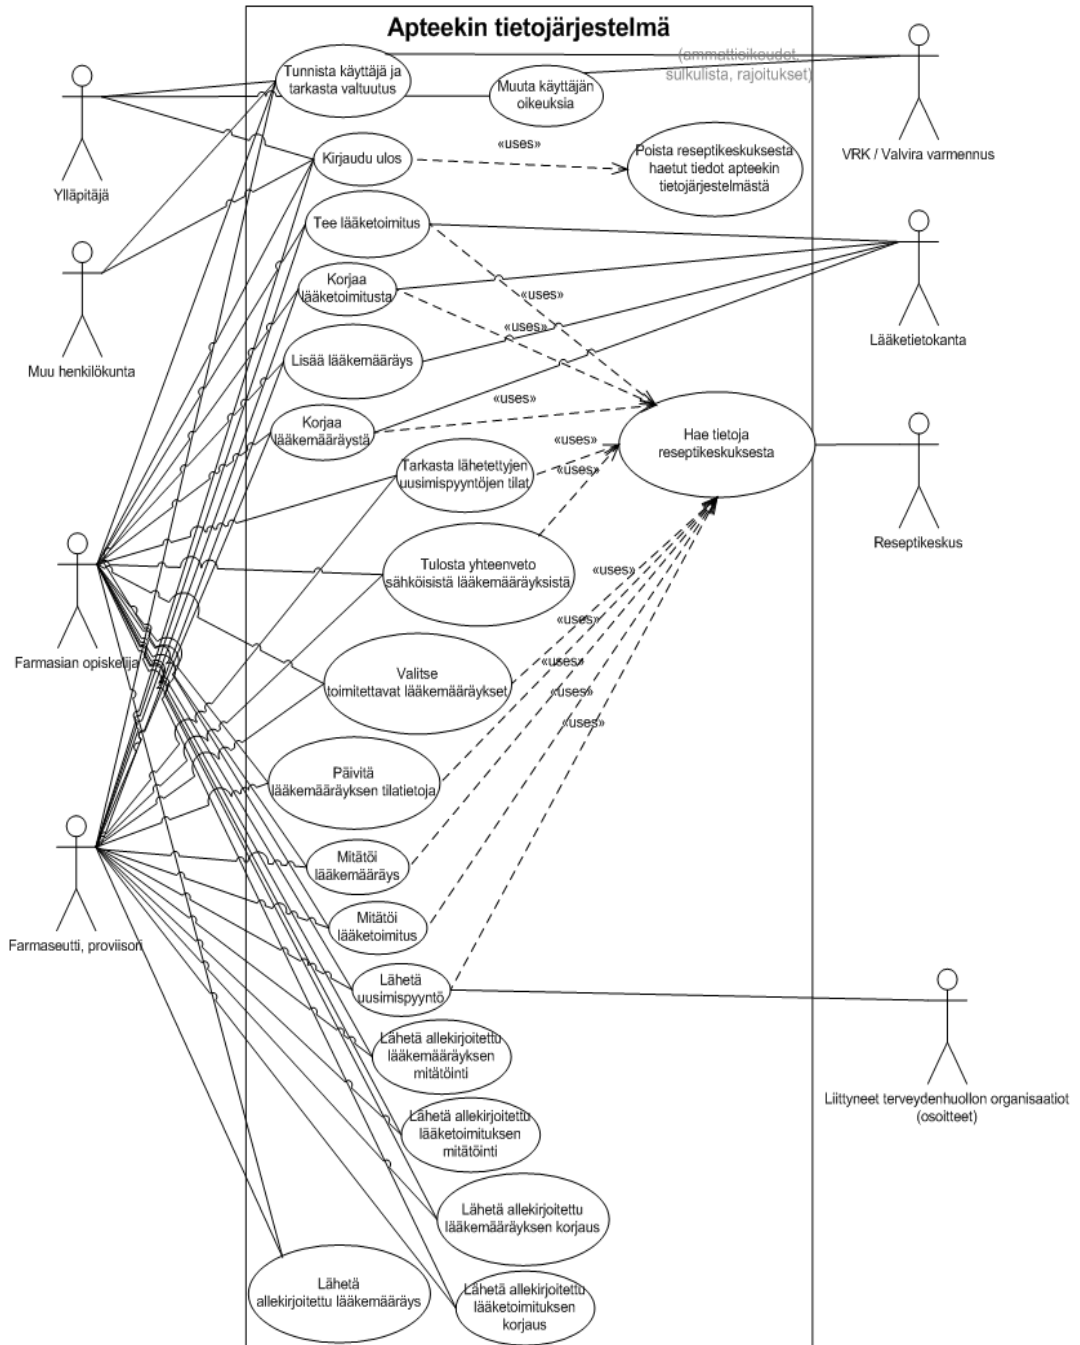 Apteekin tietojärjestelmä
(ammattioikeudet,
sulkulista, rajoitukset)
Tunnista käyttäjä ja
tarkasta valtuutus
Muuta käyttäjän
oikeuksia
VRK / Valvira varmennus
Ylläpitäjä
Kirjaudu ulos
«uses»
Poista reseptikeskuksesta
haetut tiedot apteekin
tietojärjestelmästä
Tee lääketoimitus
Korjaa
lääketoimitusta
«uses»
«uses»
Lääketietokanta
Muu henkilökunta
Lisää lääkemääräys
Korjaa
lääkemääräystä
«uses»
Hae tietoja
reseptikeskuksesta
Tarkasta lähetettyjen
uusimispyyntöjen tilat
«uses»
«uses»
Reseptikeskus
Tulosta yhteenveto
sähköisistä lääkemääräyksistä
«uses»
Farmasian opiskelija
Valitse
toimitettavat lääkemääräykset
«uses»
«uses»
«uses»
«uses»
Päivitä
lääkemääräyksen tilatietoja
Mitätöi
lääkemääräys
Farmaseutti, proviisori
Mitätöi
lääketoimitus
Lähetä
uusimispyyntö
Lähetä allekirjoitettu
lääkemääräyksen
mitätöinti
Liittyneet terveydenhuollon organisaatiot
(osoitteet)
Lähetä allekirjoitettu
lääketoimituksen
mitätöinti
Lähetä allekirjoitettu
lääkemääräyksen korjaus
Lähetä
allekirjoitettu lääkemääräys
Lähetä allekirjoitettu
lääketoimituksen
korjaus